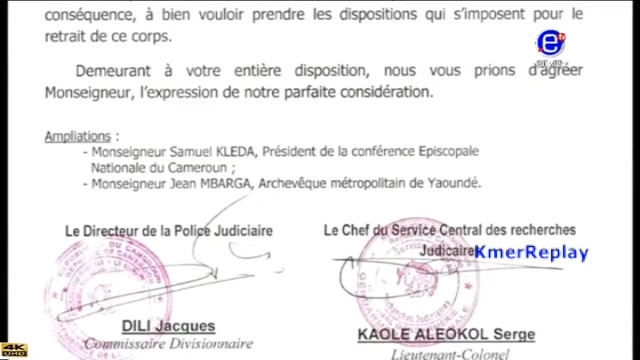 conséquence, à bien vouloir prendre les dispositions qui s'imposent pour le
retrait de ce corps.
Demeurant à votre entière disposition, nous vous prions d'agréer
Monseigneur, l'expression de notre parfaite considération.
Ampliations :
- Monseigneur Samuel KLEDA, Président de la conférence Episcopale
Nationale du Cameroun ;
- Monseigneur Jean MBARGA, Archevêque métropolitain de Yaoundé.
Le Directeur de la Police Judiciaire
Le Chef du Service Central des recherches
Judiciaire
KmerReplay
DILI Jacques
Commissaire Divisionnaire
KAOLE ALEOKOL Serge
Lieutenant-Colonel
4K
UHD